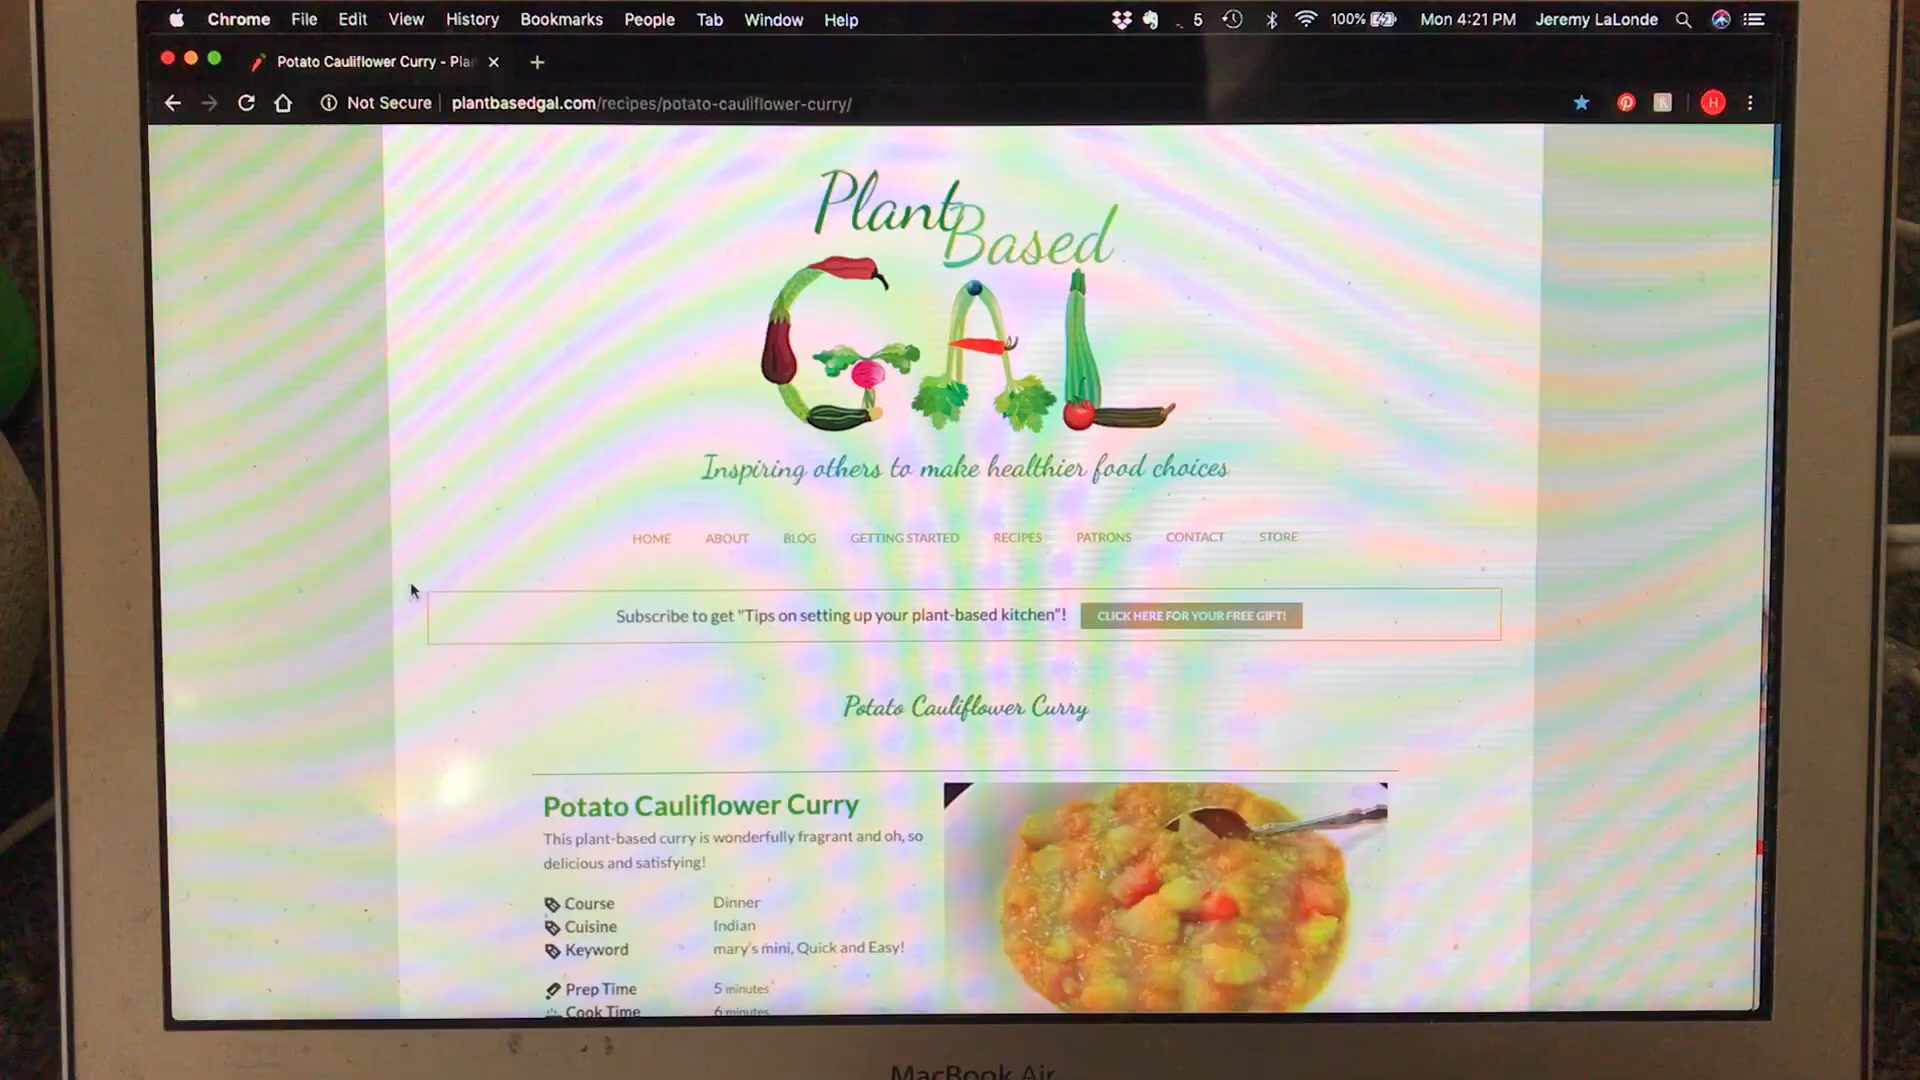 Chrome File Edit View History Bookmarks People Tab Window Help 5 100% Mon 4:21 PM Jeremy LaLonde
Potato Cauliflower Curry - Pla
Not Secure plantbasedgal.com/recipes/potato-cauliflower-curry/ H
Plant
Based
GAL
Inspiring others to make healthier food choices
HOME ABOUT BLOG GETTING STARTED RECIPES PATRONS CONTACT STORE
Subscribe to get "Tips on setting up your plant-based kitchen"! CLICK HERE FOR YOUR FREE GIFT!
Potato Cauliflower Curry
Potato Cauliflower Curry
This plant-based curry is wonderfully fragrant and oh, so
delicious and satisfying!
Course Dinner
Cuisine Indian
Keyword mary's mini, Quick and Easy!
Prep Time 5 minutes
Cook Time 6 minutes
MacBook Air